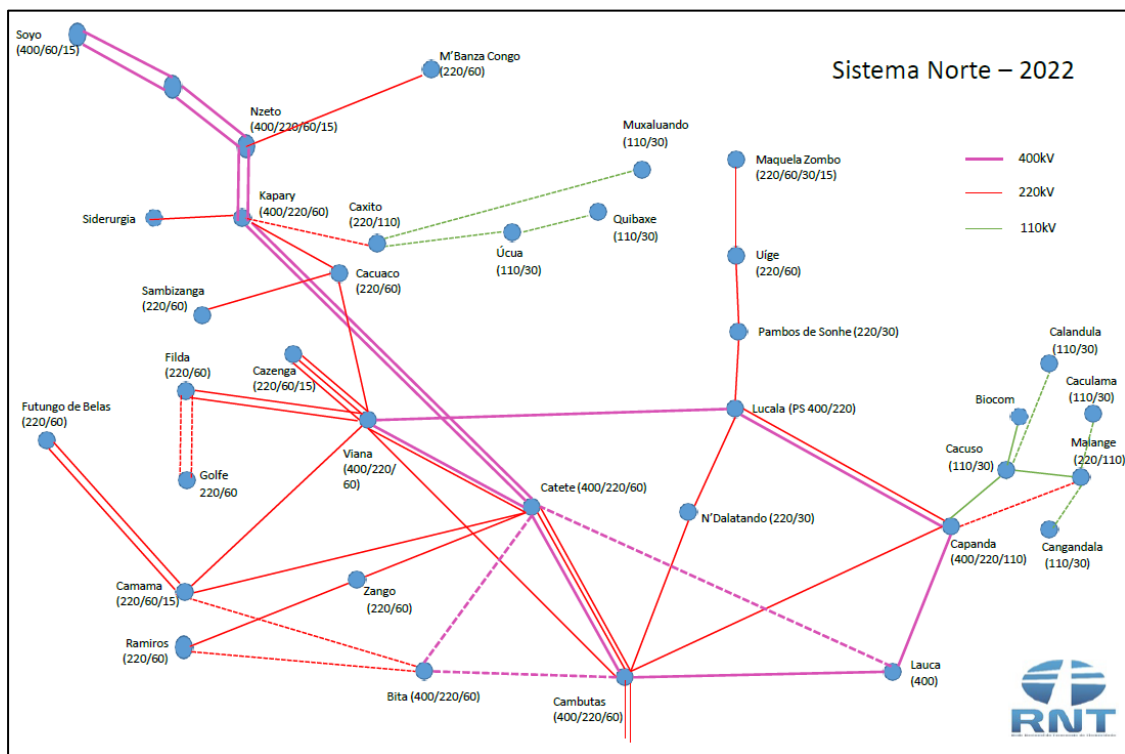 Sistema Norte – 2022
Soyo
(400/60/15)
M'Banza Congo
(220/60)
Nzeto
(400/220/60/15)
Muxaluando
(110/30)
Maquela Zombo
(220/60/30/15)
400kV
220kV
110kV
Siderurgia
Kapary
(400/220/60)
Caxito
(220/110)
Quibaxe
(110/30)
Úcua
(110/30)
Uíge
(220/60)
Cacuaco
(220/60)
Sambizanga
(220/60)
Pambos de Sonhe (220/30)
Calandula
(110/30)
Filda
(220/60)
Cazenga
(220/60/15)
Caculama
(110/30)
Biocom
Futungo de Belas
(220/60)
Lucala (PS 400/220)
Viana
(400/220/
60)
Cacuso
(110/30)
Malange
(220/110)
Golfe
220/60
Catete (400/220/60)
N'Dalatando (220/30)
Capanda
(400/220/110)
Cangandala
(110/30)
Camama
(220/60/15)
Zango
(220/60)
Ramiros
(220/60)
Bita (400/220/60)
Cambutas
(400/220/60)
Lauca
(400)
RNT